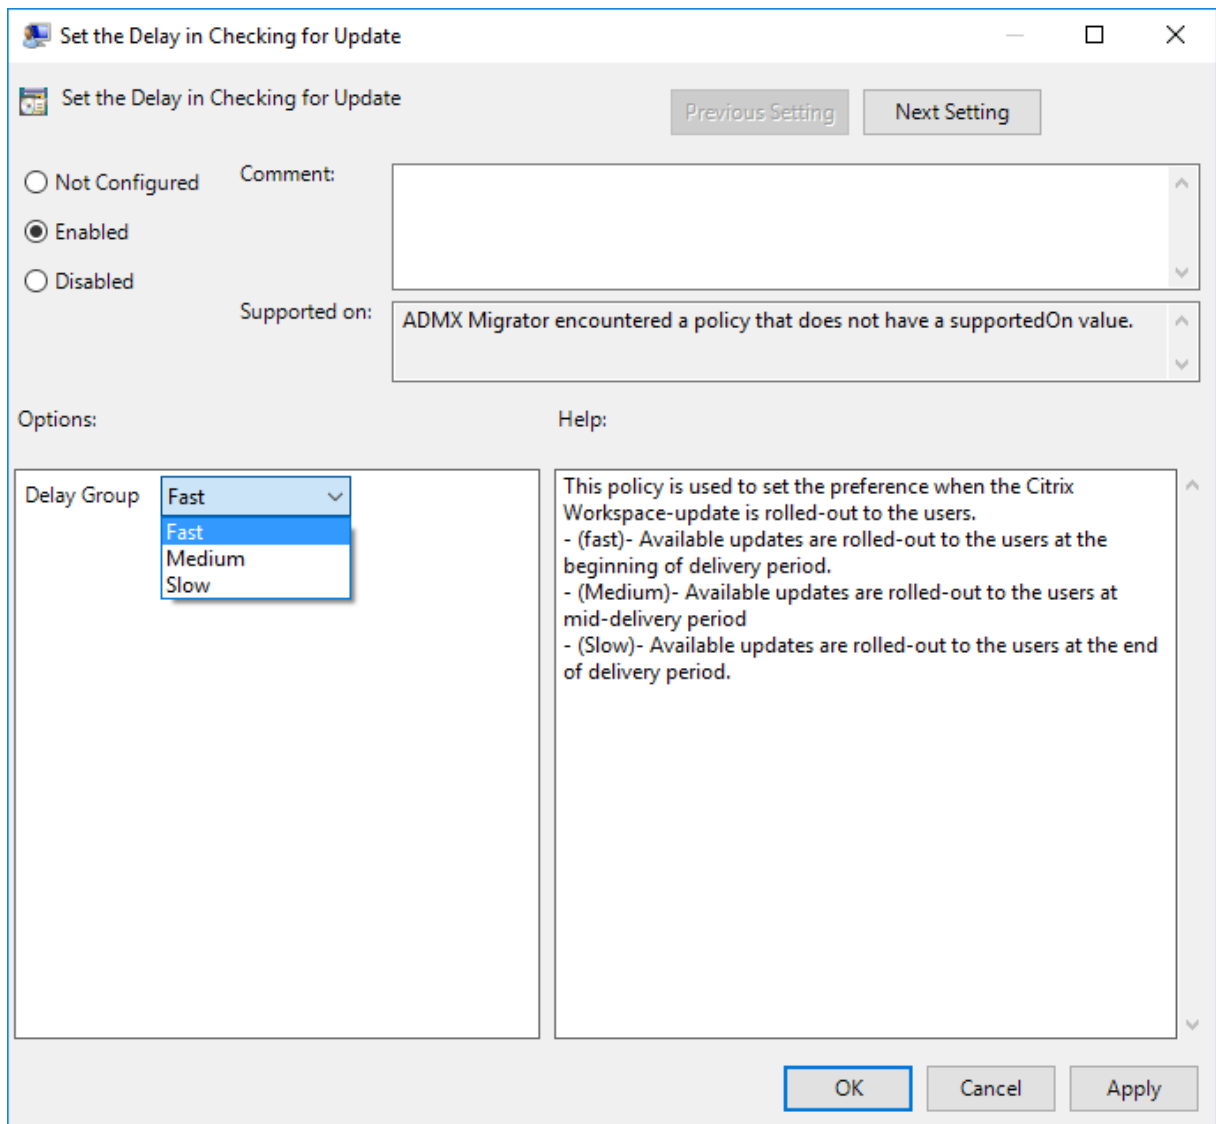 Set the Delay in Checking for Update
Set the Delay in Checking for Update
Previous Setting
Next Setting
Not Configured
Comment:
Enabled
Disabled
Supported on:
ADMX Migrator encountered a policy that does not have a supportedOn value.
Options:
Help:
Delay Group
Fast
Fast
Medium
Slow
This policy is used to set the preference when the Citrix
Workspace-update is rolled-out to the users.
- (fast)- Available updates are rolled-out to the users at the
beginning of delivery period.
- (Medium)- Available updates are rolled-out to the users at
mid-delivery period
- (Slow)- Available updates are rolled-out to the users at the end
of delivery period.
OK
Cancel
Apply